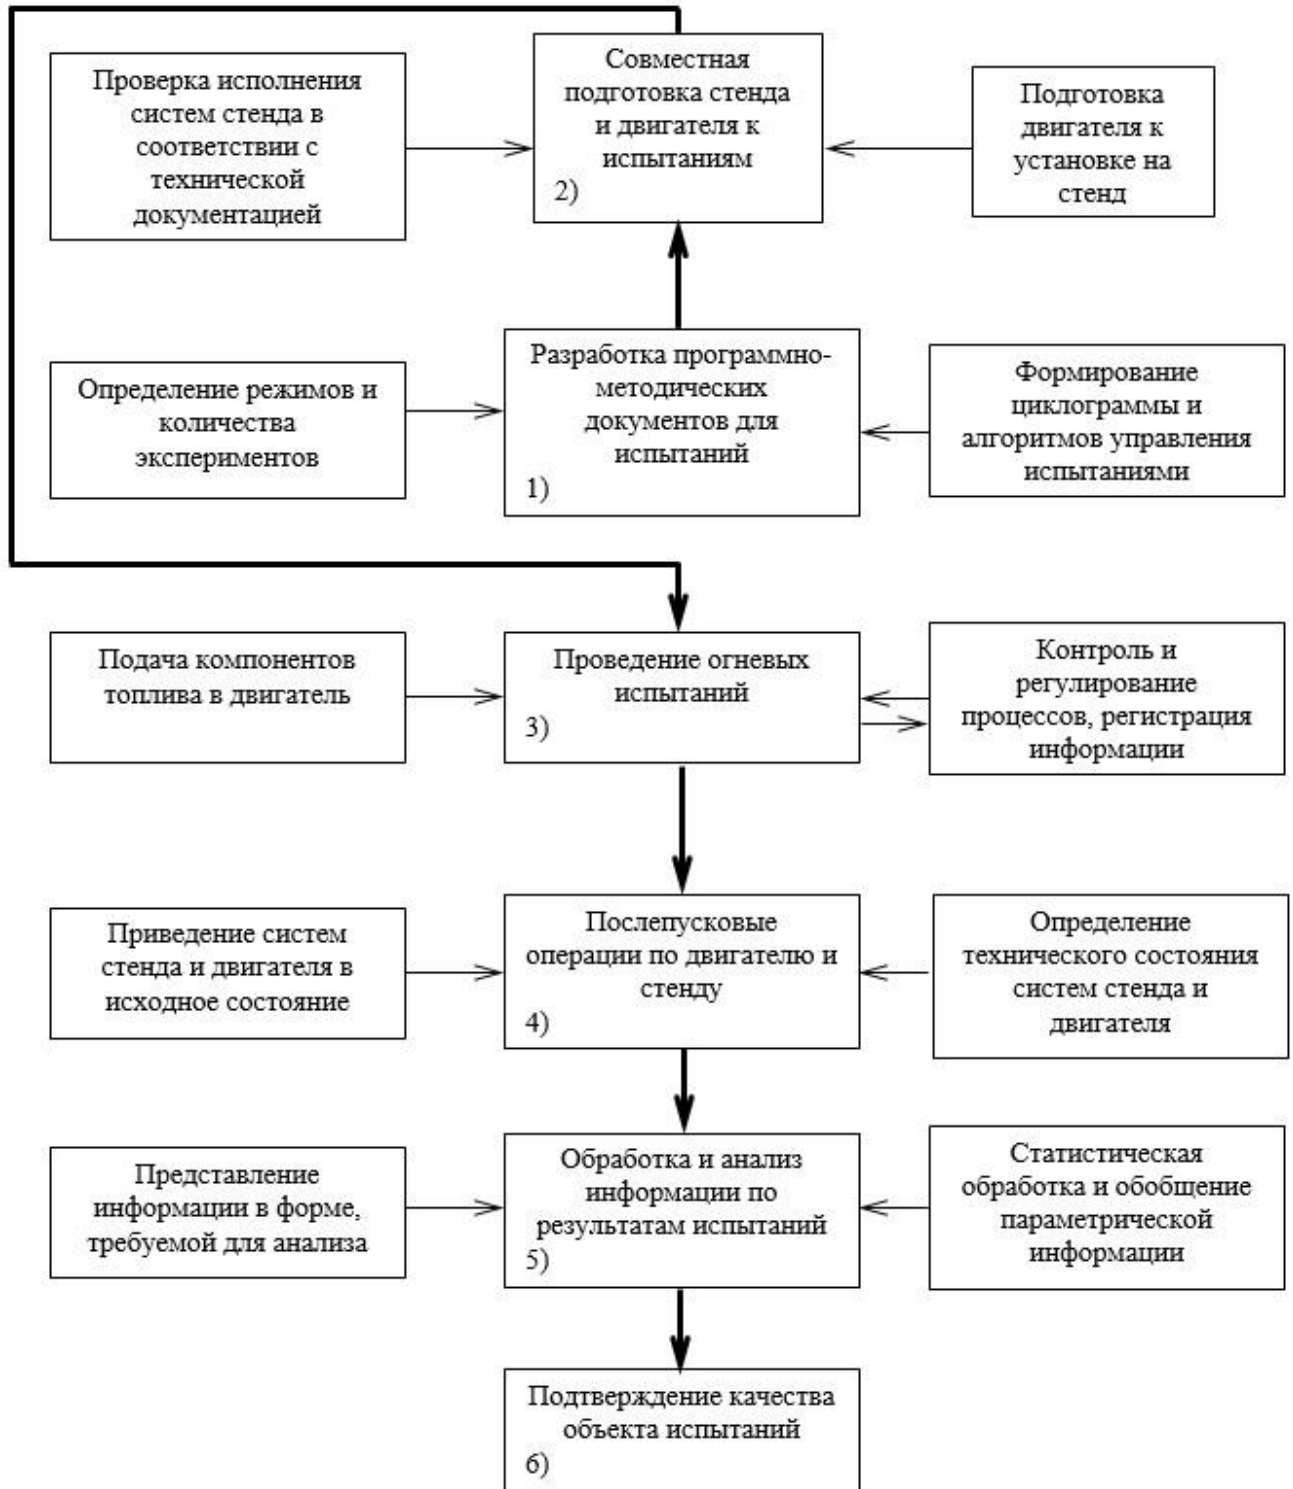 Проверка исполнения
систем стенда в
соответствии с
технической
документацией
Совместная
подготовка стенда
и двигателя к
испытаниям
2)
Подготовка
двигателя к
установке на
стенд
Определение режимов и
количества
экспериментов
Разработка программно-
методических
документов для
испытаний
1)
Формирование
циклограммы и
алгоритмов управления
испытаниями
Подача компонентов
топлива в двигатель
Проведение огневых
испытаний
3)
Контроль и
регулирование
процессов, регистрация
информации
Приведение систем
стенда и двигателя в
исходное состояние
Послепусковые
операции по двигателю и
стенду
4)
Определение
технического состояния
систем стенда и
двигателя
Представление
информации в форме,
требуемой для анализа
Обработка и анализ
информации по
результатам испытаний
5)
Статистическая
обработка и обобщение
параметрической
информации
Подтверждение качества
объекта испытаний
6)